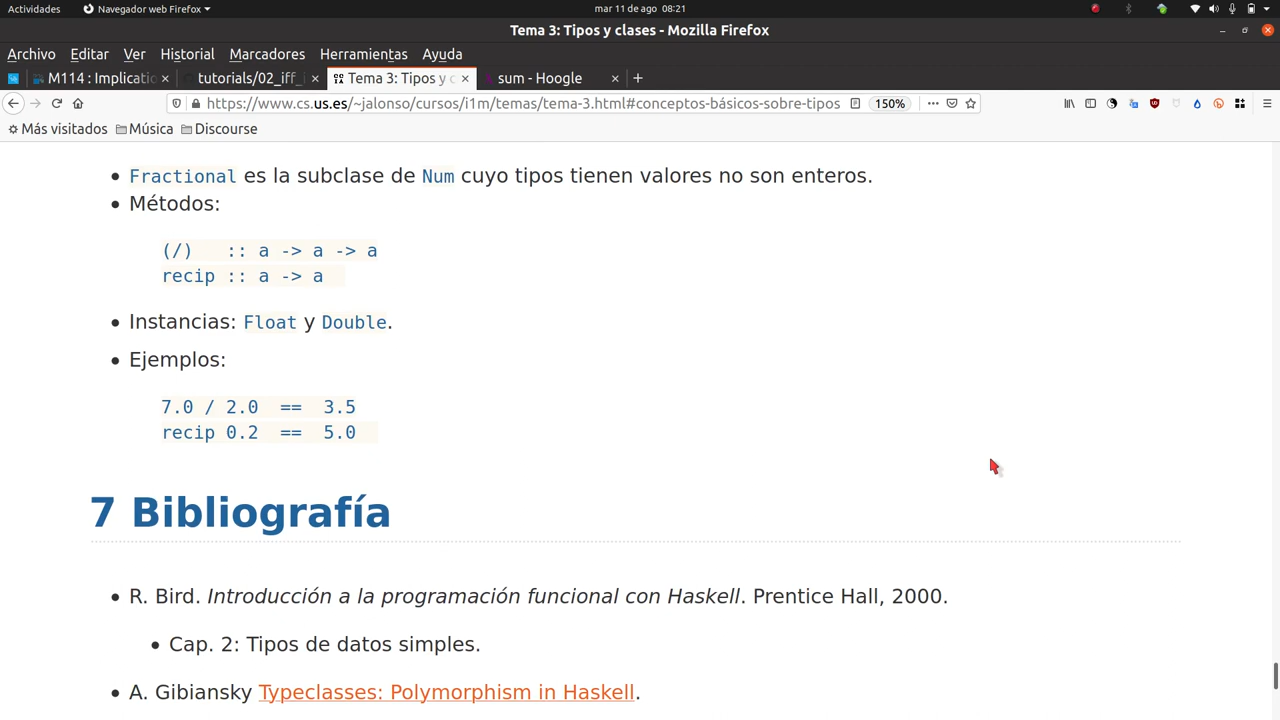 Actividades Navegador web Firefox mar 11 de ago 08:21
Tema 3: Tipos y clases - Mozilla Firefox
Archivo Editar Ver Historial Marcadores Herramientas Ayuda
M114 : Implicatio × tutorials/02_iff_ × Tema 3: Tipos y c × sum - Hoogle × +
https://www.cs.us.es/~jalonso/cursos/i1m/temas/tema-3.html#conceptos-básicos-sobre-tipos 150%
Más visitados Música Discourse
• Fractional es la subclase de Num cuyo tipos tienen valores no son enteros.
• Métodos:
(/) :: a -> a -> a
recip :: a -> a
• Instancias: Float y Double.
• Ejemplos:
7.0 / 2.0 == 3.5
recip 0.2 == 5.0
7 Bibliografía
• R. Bird. Introducción a la programación funcional con Haskell. Prentice Hall, 2000.
• Cap. 2: Tipos de datos simples.
• A. Gibiansky Typeclasses: Polymorphism in Haskell.